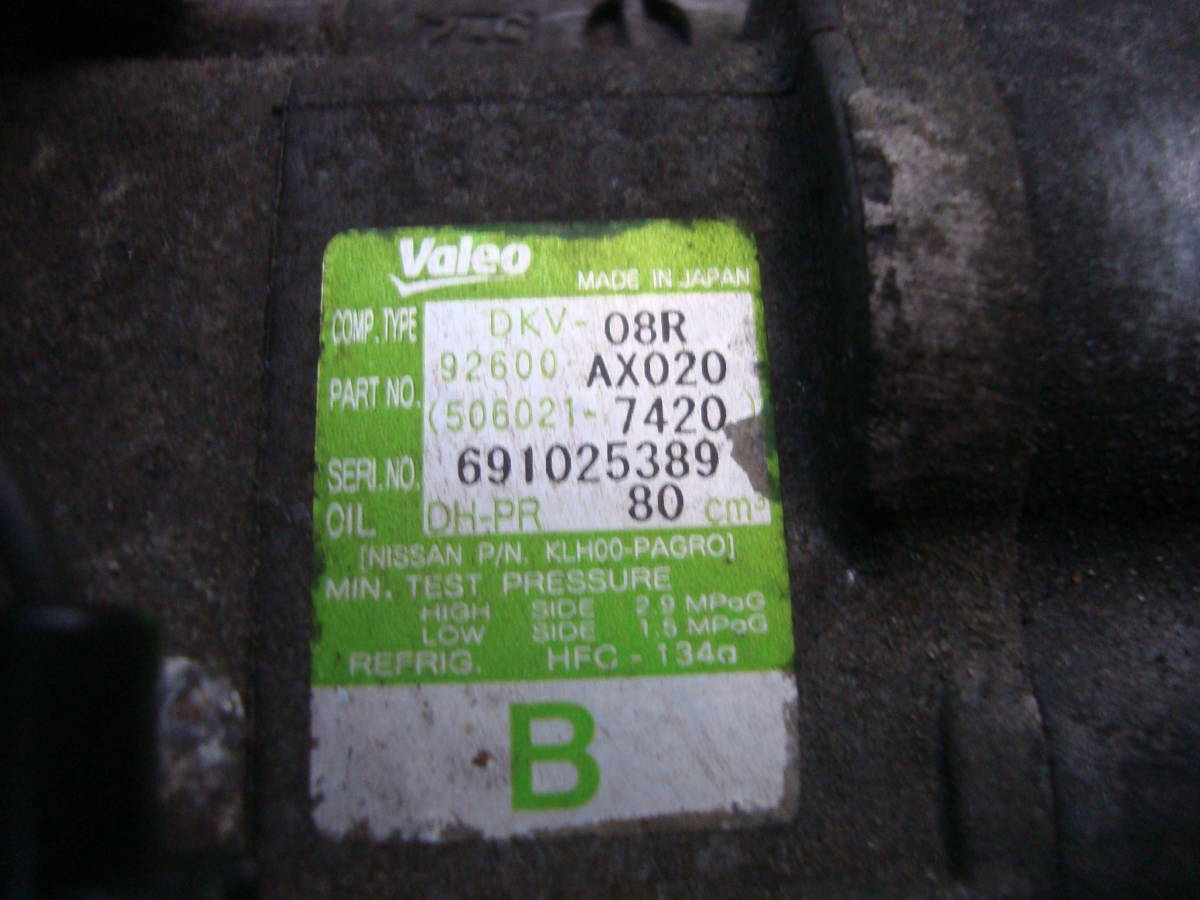 Valeo
MADE IN JAPAN
COMP. TYPE DKV- 08R
PART NO. 92600 AX020
(506021- 7420 )
SERI.NO. 691025389
OIL DH-PR 80 cm³
[NISSAN P/N. KLH00-PAGRO]
MIN. TEST PRESSURE
HIGH SIDE 2.9 MPaG
LOW SIDE 1.5 MPaG
REFRIG. HFC - 134a
B